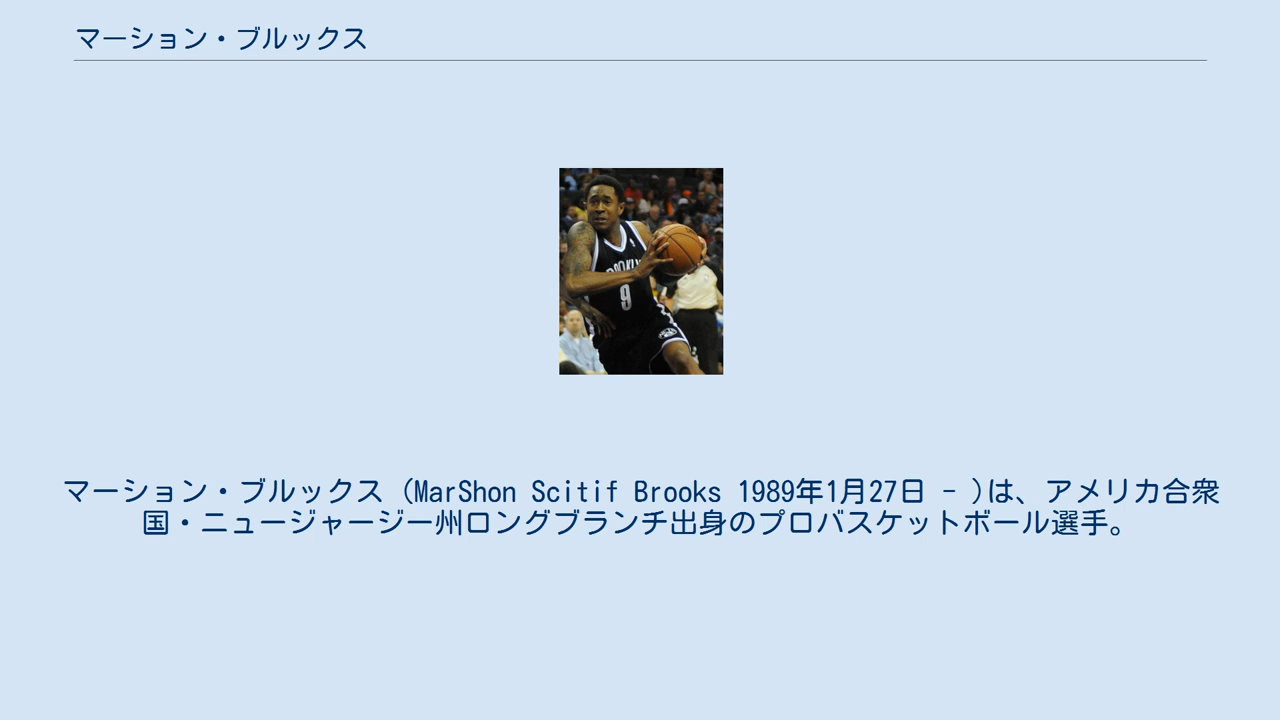 マーション・ブルックス
BROOKLY
9
マーション・ブルックス (MarShon Scitif Brooks 1989年1月27日 - )は、アメリカ合衆
国・ニュージャージー州ロングブランチ出身のプロバスケットボール選手。